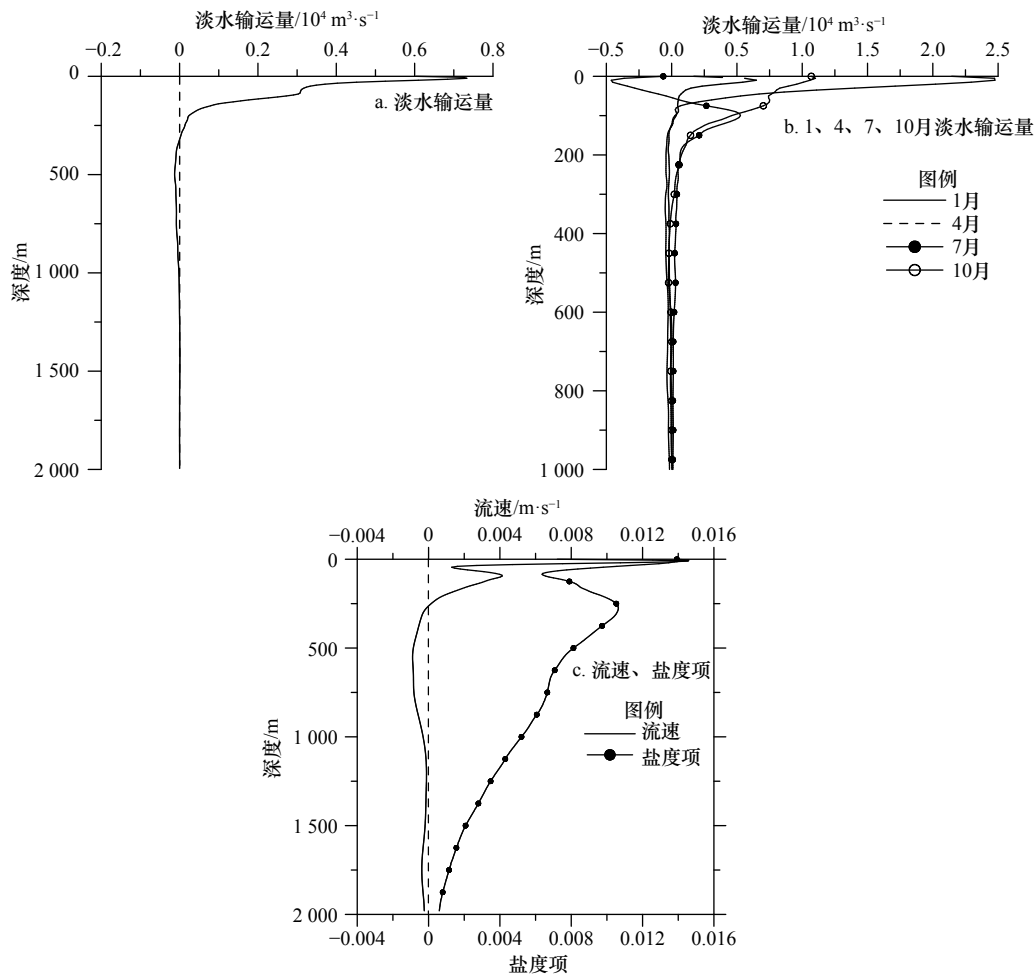 淡水输运量/10⁴ m³·s⁻¹
−0.2 0 0.2 0.4 0.6 0.8
0
500
1 000
1 500
2 000
深度/m
a. 淡水输运量
淡水输运量/10⁴ m³·s⁻¹
−0.5 0.0 0.5 1.0 1.5 2.0 2.5
0
200
400
600
800
1 000
深度/m
b. 1、4、7、10月淡水输运量
图例
1月
4月
7月
10月
流速/m·s⁻¹
−0.004 0 0.004 0.008 0.012 0.016
0
500
1 000
1 500
2 000
深度/m
c. 流速、盐度项
图例
流速
盐度项
−0.004 0 0.004 0.008 0.012 0.016
盐度项